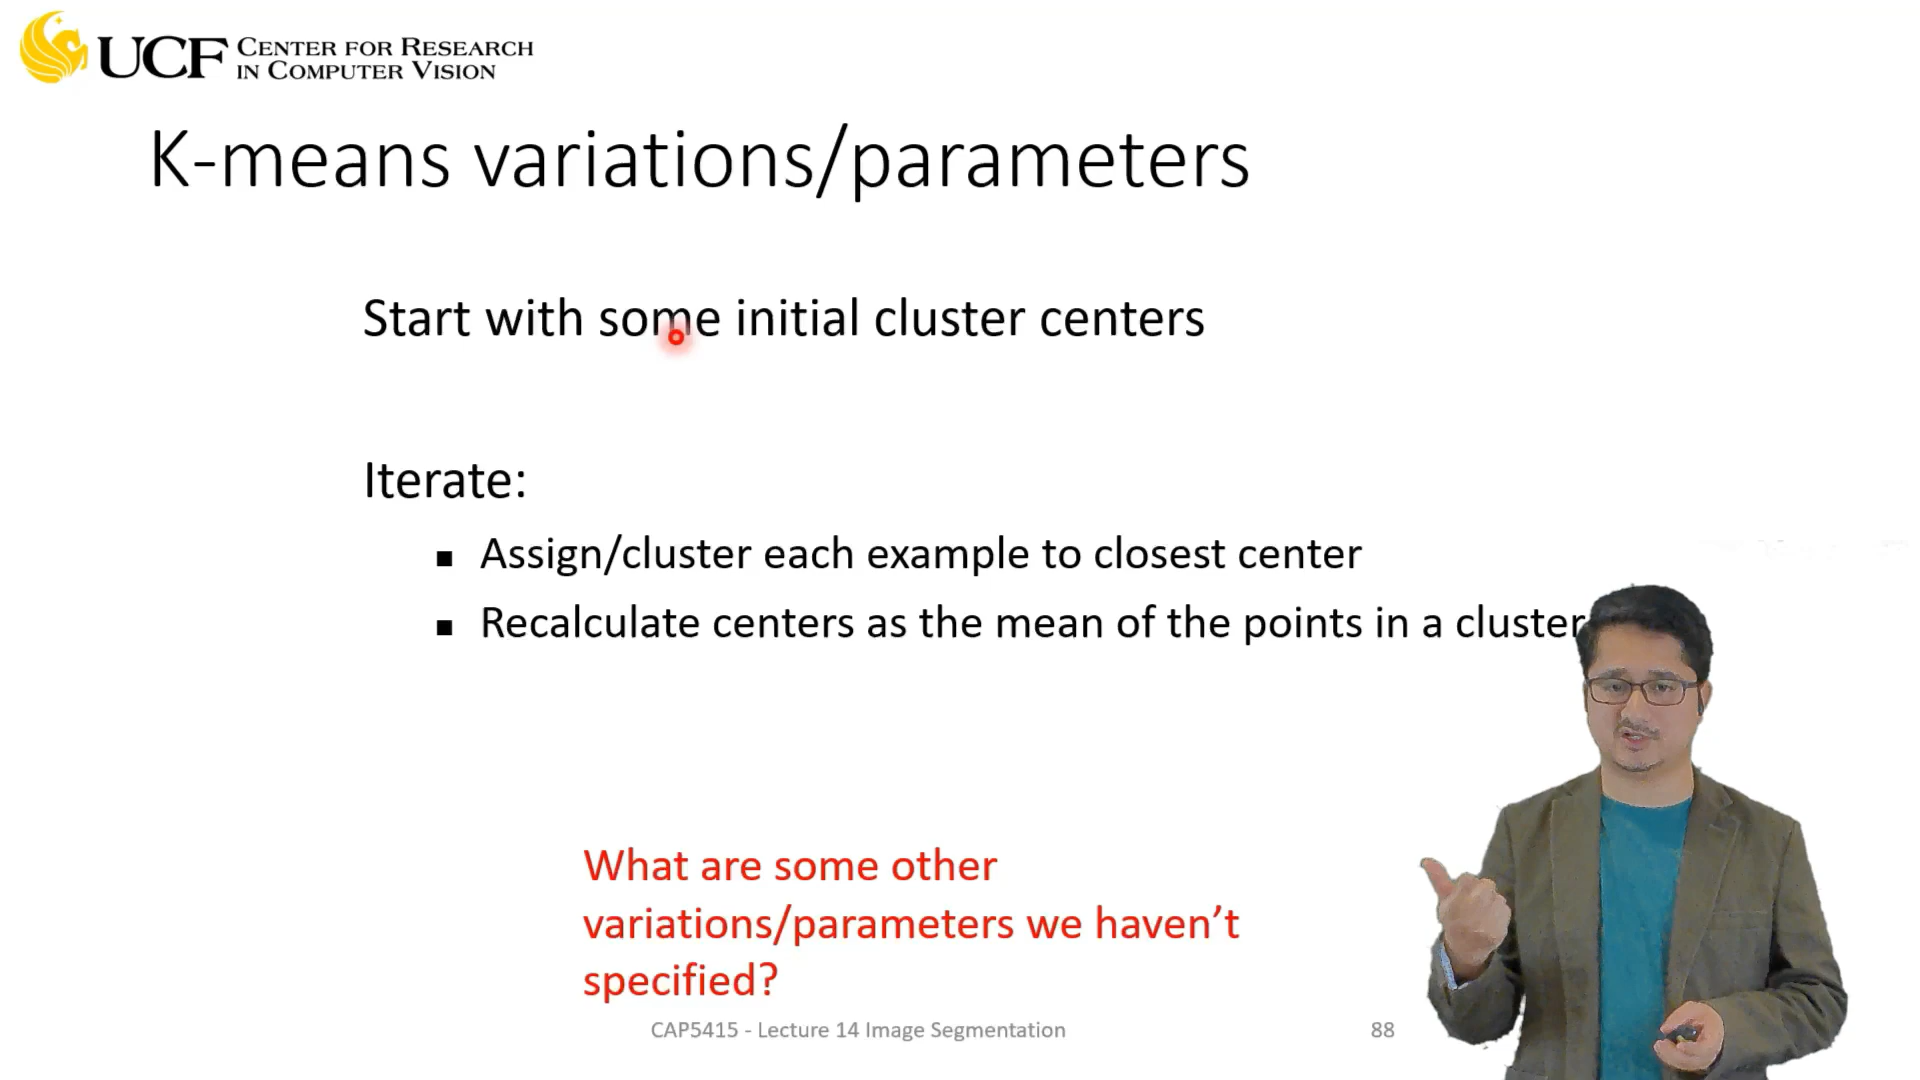 UCF CENTER FOR RESEARCH
IN COMPUTER VISION
K-means variations/parameters
Start with some initial cluster centers
Iterate:
▪ Assign/cluster each example to closest center
▪ Recalculate centers as the mean of the points in a cluster
What are some other
variations/parameters we haven’t
specified?
CAP5415 - Lecture 14 Image Segmentation
88